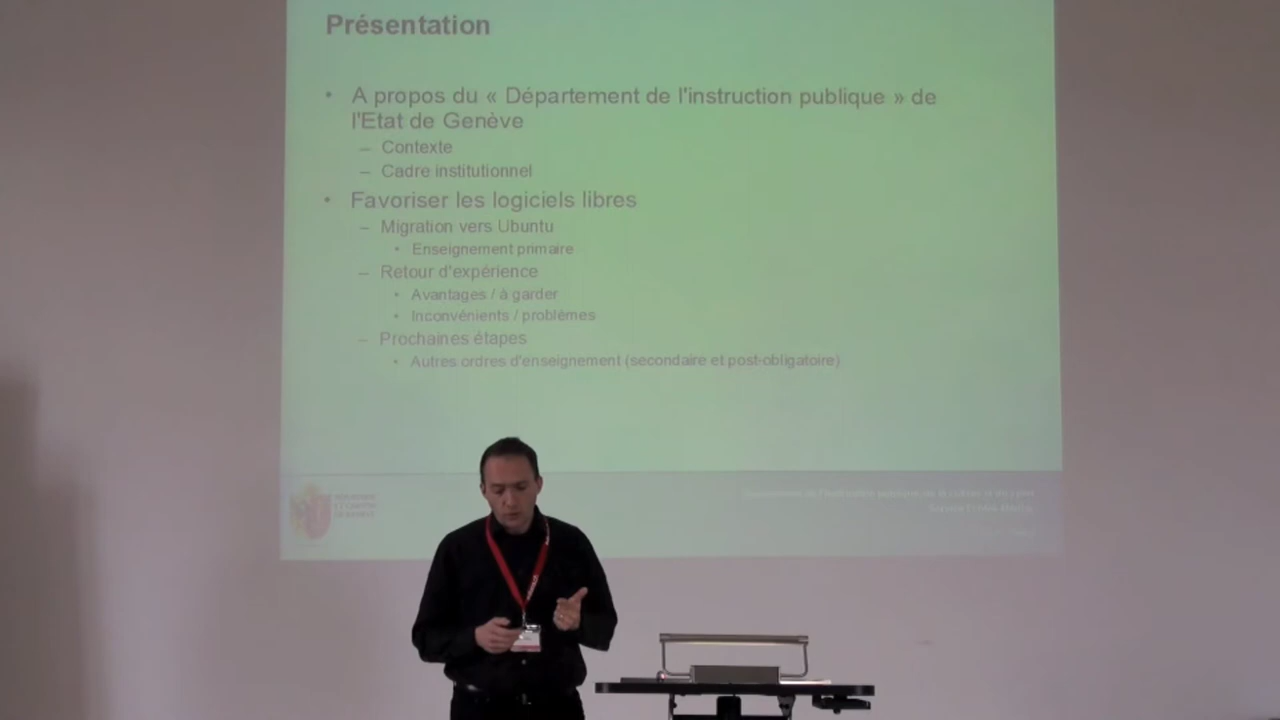 Présentation
• A propos du « Département de l'instruction publique » de
l'Etat de Genève
– Contexte
– Cadre institutionnel
• Favoriser les logiciels libres
– Migration vers Ubuntu
• Enseignement primaire
– Retour d'expérience
• Avantages / à garder
• Inconvénients / problèmes
– Prochaines étapes
• Autres ordres d'enseignement (secondaire et post-obligatoire)